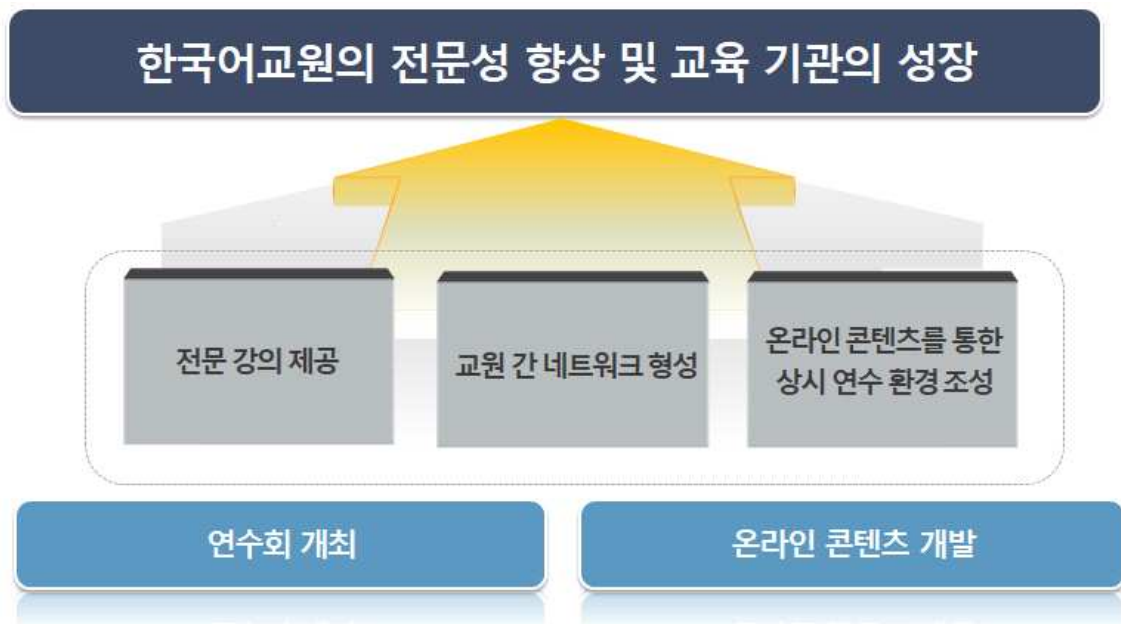 한국어교원의 전문성 향상 및 교육 기관의 성장
전문 강의 제공
교원 간 네트워크 형성
온라인 콘텐츠를 통한
상시 연수 환경 조성
연수회 개최
온라인 콘텐츠 개발